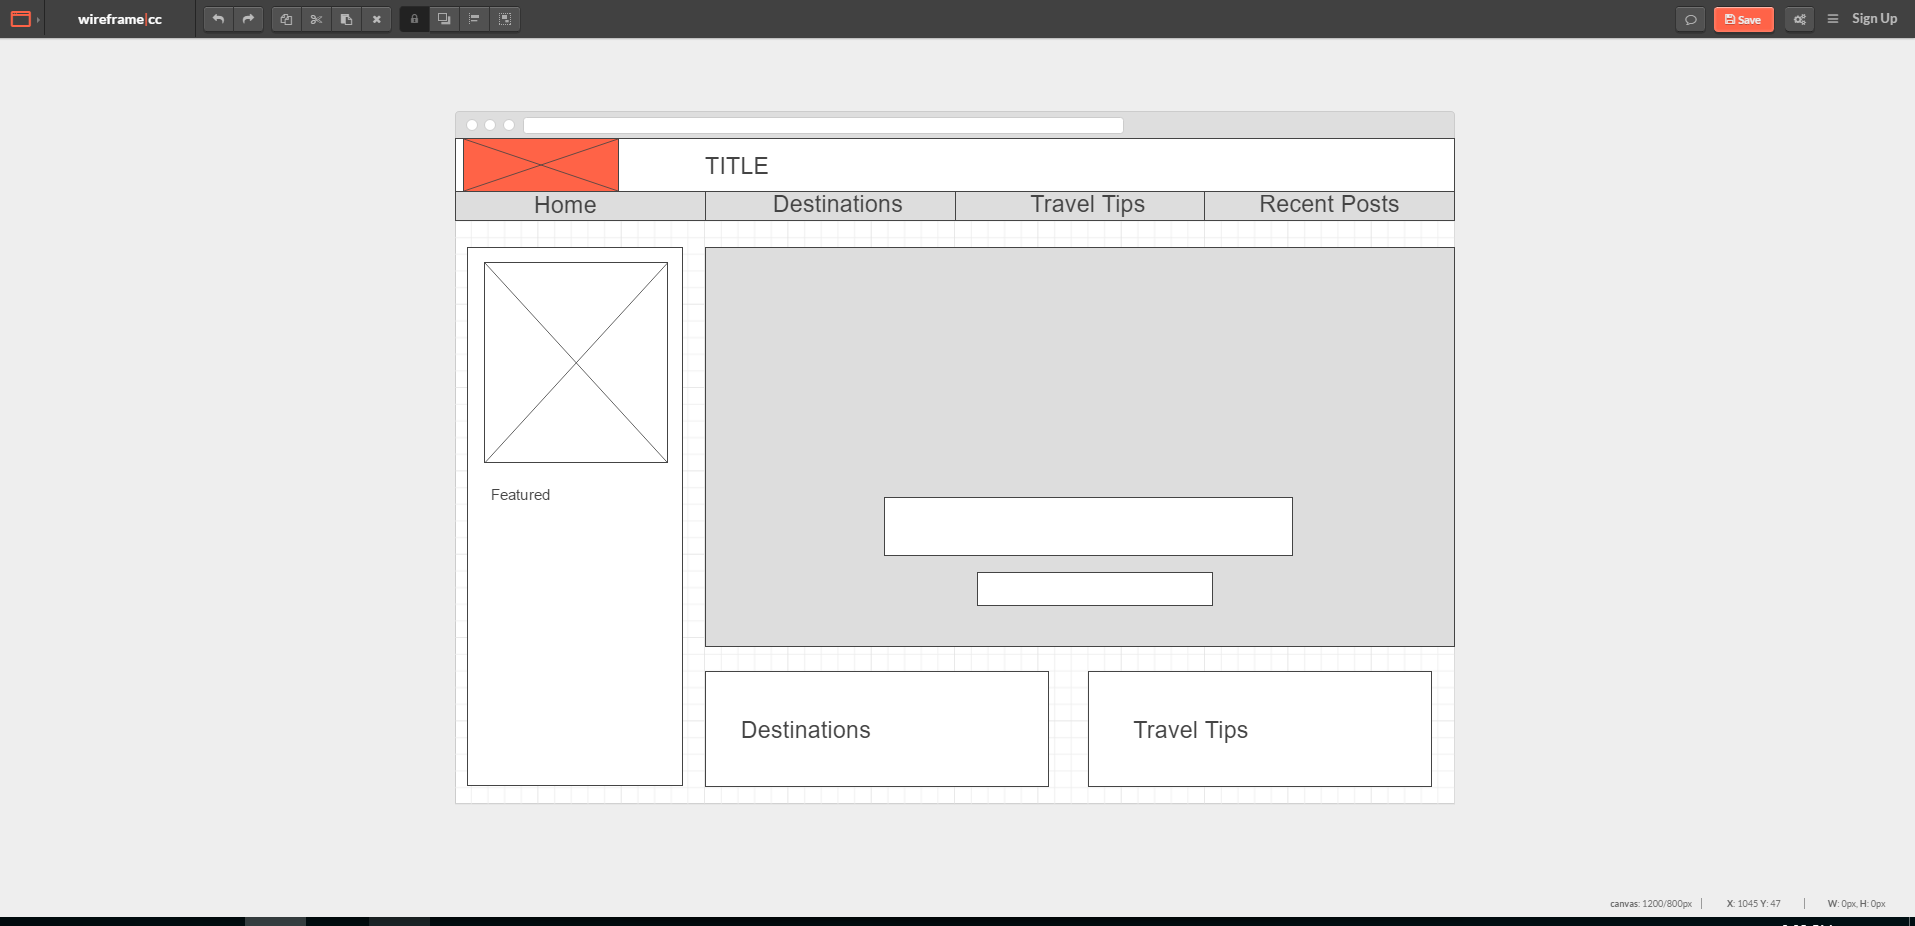 wireframe|cc
Save
Sign Up
TITLE
Home
Destinations
Travel Tips
Recent Posts
Featured
Destinations
Travel Tips
canvas: 1200/800px
X: 1045 Y: 47
W: 0px, H: 0px